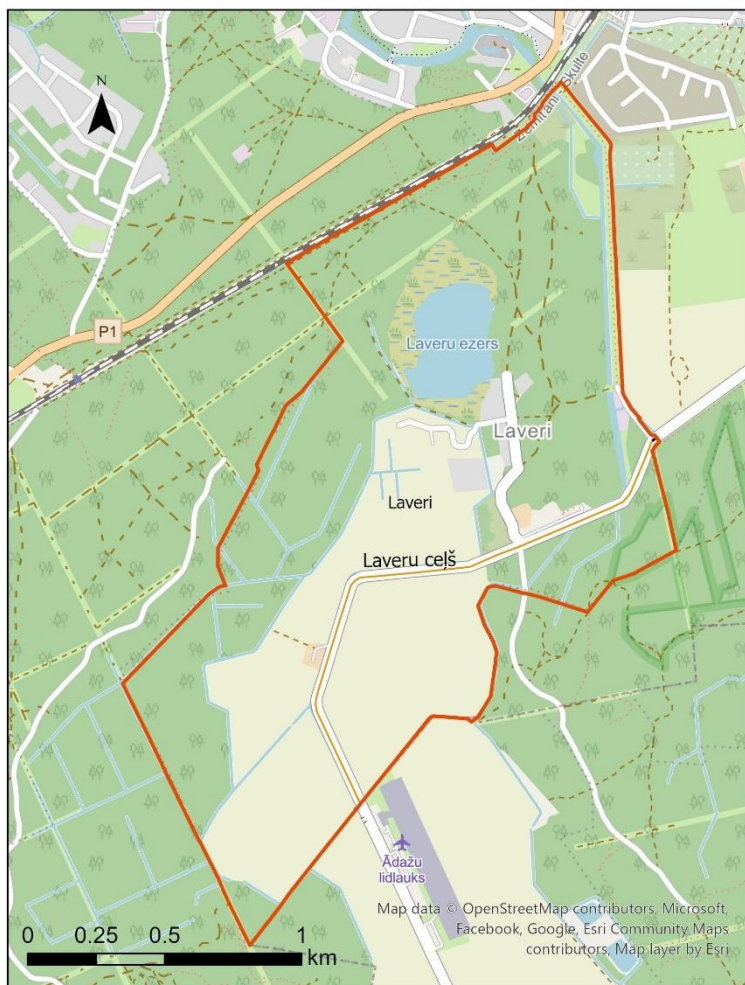 N
Zemitāni - Skulte
P1
Laveru ezers
Laveri
Laveri
Laveru ceļš
Ādažu
lidlauks
Map data © OpenStreetMap contributors, Microsoft,
Facebook, Google, Esri Community Maps
contributors, Map layer by Esri
0 0.25 0.5 1
km